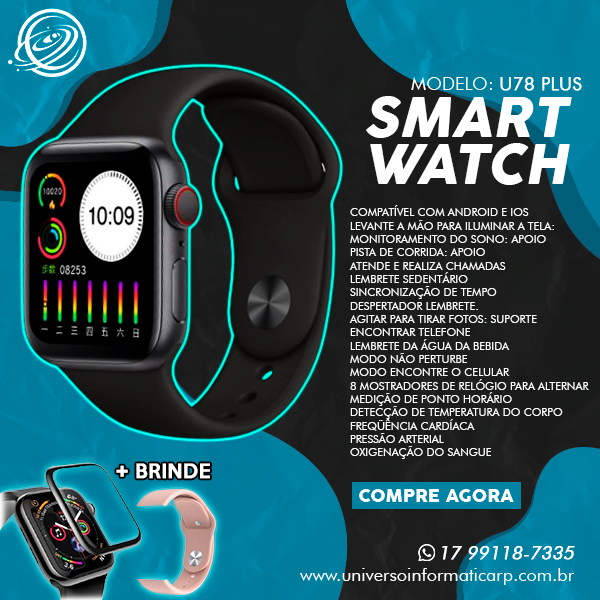 MODELO: U78 PLUS
SMART
WATCH
COMPATÍVEL COM ANDROID E IOS
LEVANTE A MÃO PARA ILUMINAR A TELA:
MONITORAMENTO DO SONO: APOIO
PISTA DE CORRIDA: APOIO
ATENDE E REALIZA CHAMADAS
LEMBRETE SEDENTÁRIO
SINCRONIZAÇÃO DE TEMPO
DESPERTADOR LEMBRETE.
AGITAR PARA TIRAR FOTOS: SUPORTE
ENCONTRAR TELEFONE
LEMBRETE DA ÁGUA DA BEBIDA
MODO NÃO PERTURBE
MODO ENCONTRE O CELULAR
8 MOSTRADORES DE RELÓGIO PARA ALTERNAR
MEDIÇÃO DE PONTO HORÁRIO
DETECÇÃO DE TEMPERATURA DO CORPO
FREQÜÊNCIA CARDÍACA
PRESSÃO ARTERIAL
OXIGENAÇÃO DO SANGUE
10020
10:09
步数 08253
一 二 三 四 五 六 日
+ BRINDE
COMPRE AGORA
17 99118-7335
www.universoinformaticarp.com.br